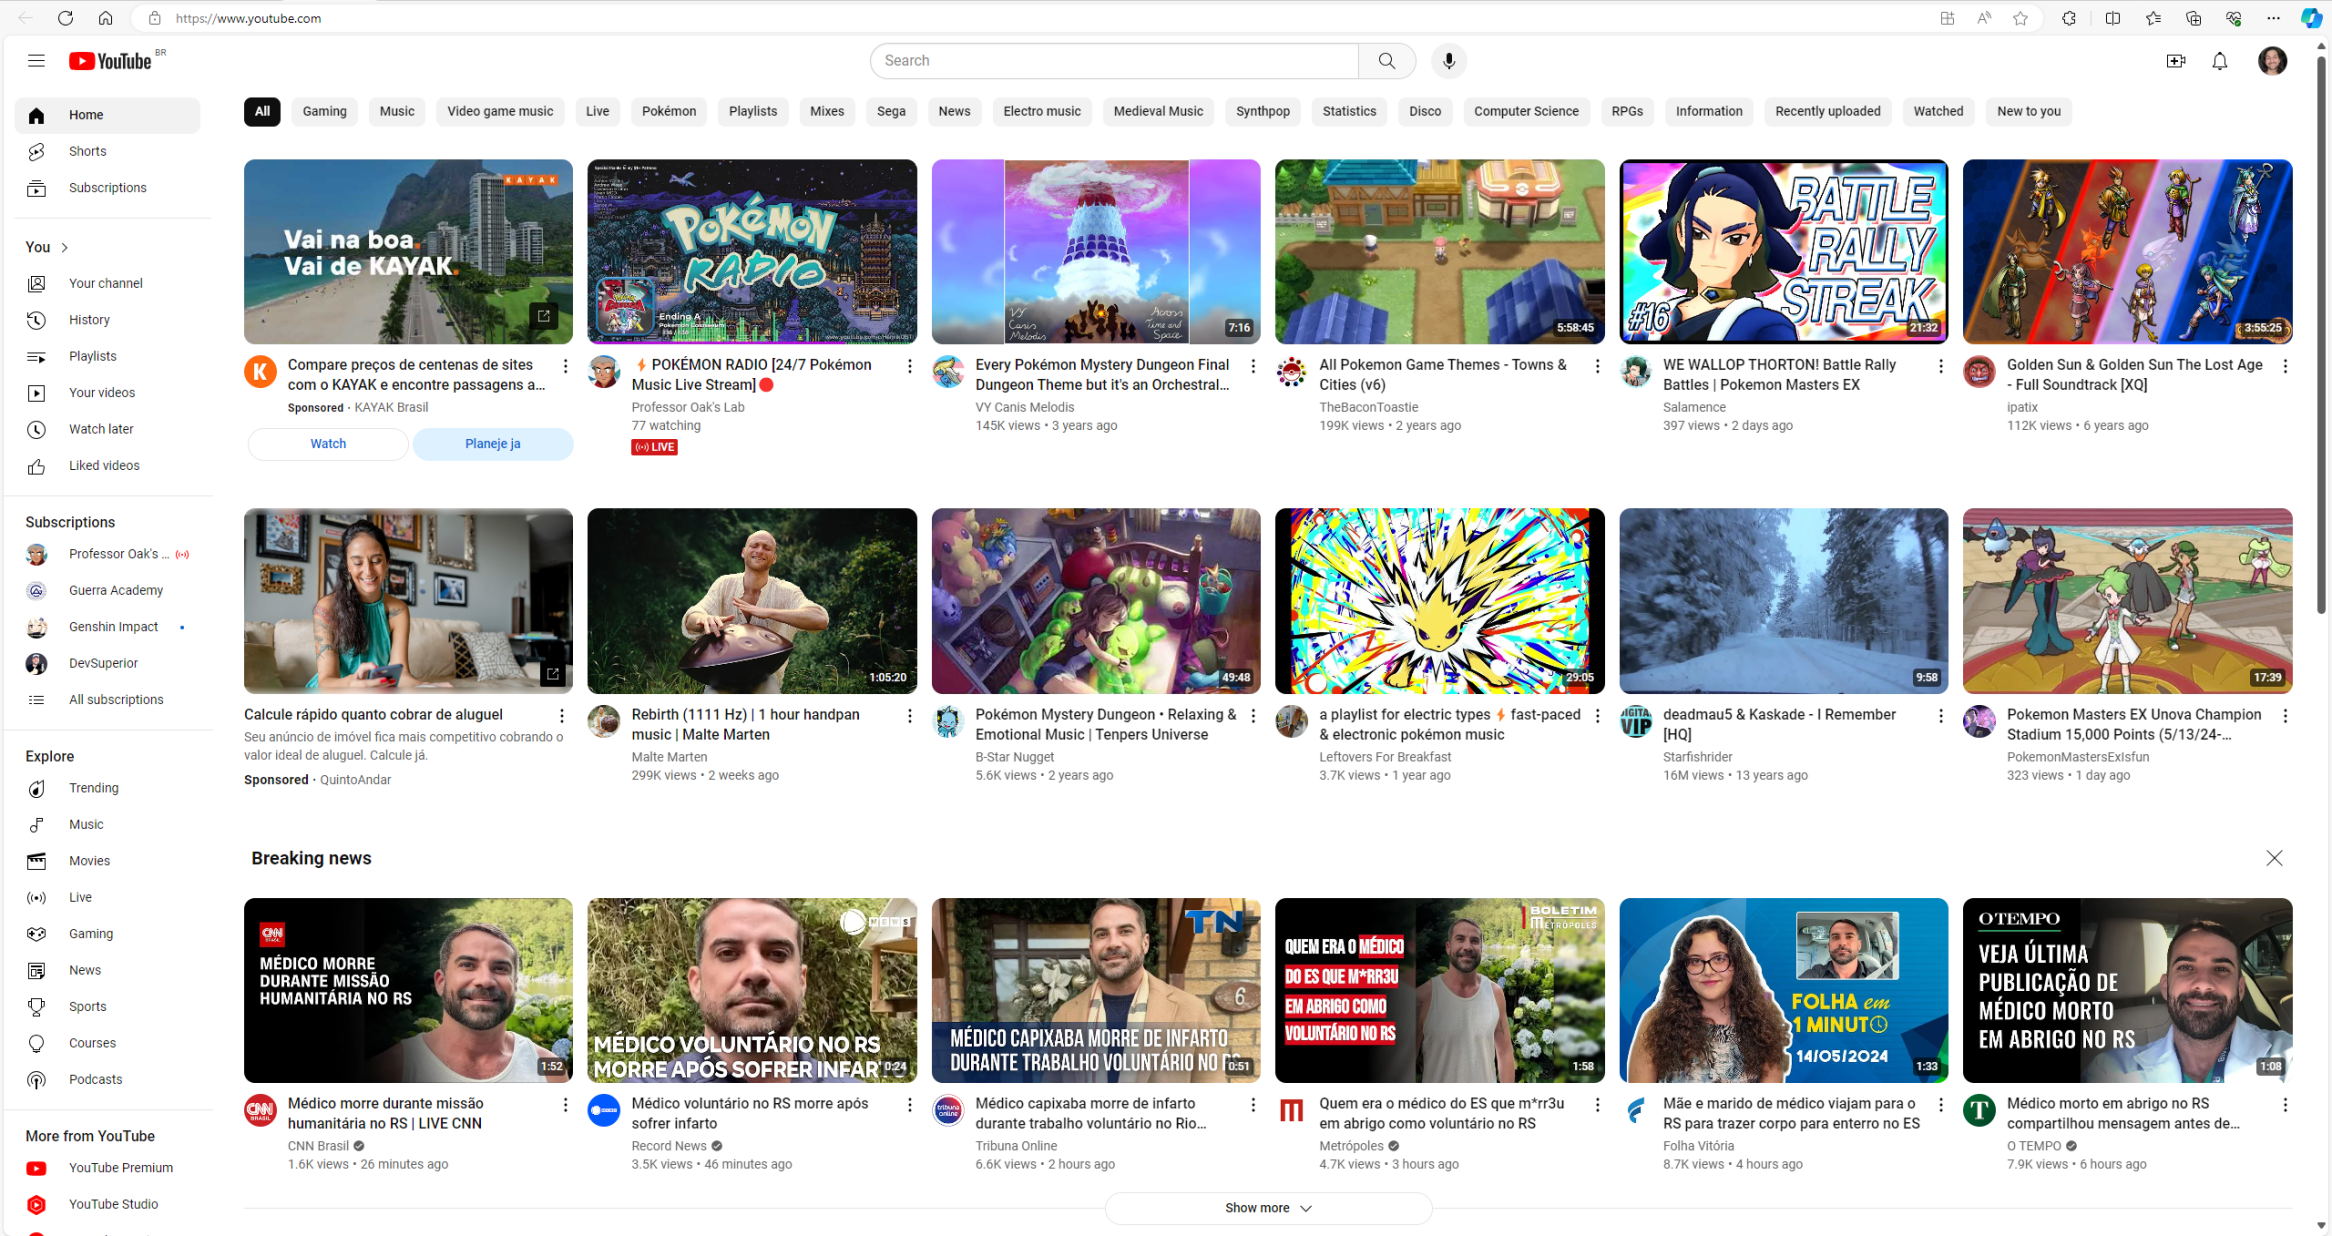 https://www.youtube.com
YouTube BR
Search
Home
Shorts
Subscriptions
You
Your channel
History
Playlists
Your videos
Watch later
Liked videos
Subscriptions
Professor Oak's ...
Guerra Academy
Genshin Impact
DevSuperior
All subscriptions
Explore
Trending
Music
Movies
Live
Gaming
News
Sports
Courses
Podcasts
More from YouTube
YouTube Premium
YouTube Studio
All Gaming Music Video game music Live Pokémon Playlists Mixes Sega News Electro music Medieval Music Synthpop Statistics Disco Computer Science RPGs Information Recently uploaded Watched New to you
KAYAK
Vai na boa.
Vai de KAYAK.
Compare preços de centenas de sites
com o KAYAK e encontre passagens a...
Sponsored · KAYAK Brasil
Watch
Planeje ja
POKÉMON
RADIO
Ending A
⚡ POKÉMON RADIO [24/7 Pokémon
Music Live Stream]🔴
Professor Oak's Lab
77 watching
LIVE
VY
Canis
Melodis
Across
Time and
Space
7:16
Every Pokémon Mystery Dungeon Final
Dungeon Theme but it's an Orchestral...
VY Canis Melodis
145K views • 3 years ago
5:58:45
All Pokemon Game Themes - Towns &
Cities (v6)
TheBaconToastie
199K views • 2 years ago
BATTLE
RALLY
STREAK
#16
21:32
WE WALLOP THORTON! Battle Rally
Battles | Pokemon Masters EX
Salamence
397 views • 2 days ago
3:55:25
Golden Sun & Golden Sun The Lost Age
- Full Soundtrack [XQ]
ipatix
112K views • 6 years ago
Calcule rápido quanto cobrar de aluguel
Seu anúncio de imóvel fica mais competitivo cobrando o
valor ideal de aluguel. Calcule já.
Sponsored · QuintoAndar
1:05:20
Rebirth (1111 Hz) | 1 hour handpan
music | Malte Marten
Malte Marten
299K views • 2 weeks ago
49:48
Pokémon Mystery Dungeon • Relaxing &
Emotional Music | Tenpers Universe
B-Star Nugget
5.6K views • 2 years ago
29:05
a playlist for electric types ⚡ fast-paced
& electronic pokémon music
Leftovers For Breakfast
3.7K views • 1 year ago
9:58
DIGITAL
VIP
deadmau5 & Kaskade - I Remember
[HQ]
Starfishrider
16M views • 13 years ago
17:39
Pokemon Masters EX Unova Champion
Stadium 15,000 Points (5/13/24-...
PokemonMastersExIsfun
323 views • 1 day ago
Breaking news
CNN
BRASIL
MÉDICO MORRE
DURANTE MISSÃO
HUMANITÁRIA NO RS
1:52
Médico morre durante missão
humanitária no RS | LIVE CNN
CNN Brasil
1.6K views • 26 minutes ago
NEWS
MÉDICO VOLUNTÁRIO NO RS
MORRE APÓS SOFRER INFARTO
0:24
Médico voluntário no RS morre após
sofrer infarto
Record News
3.5K views • 46 minutes ago
TN
6
MÉDICO CAPIXABA MORRE DE INFARTO
DURANTE TRABALHO VOLUNTÁRIO NO RS
0:51
tribuna
online
Médico capixaba morre de infarto
durante trabalho voluntário no Rio...
Tribuna Online
6.6K views • 2 hours ago
BOLETIM
METRÓPOLES
QUEM ERA O MÉDICO
DO ES QUE M*RR3U
EM ABRIGO COMO
VOLUNTÁRIO NO RS
1:58
Quem era o médico do ES que m*rr3u
em abrigo como voluntário no RS
Metrópoles
4.7K views • 3 hours ago
FOLHA em
1 MINUTO
14/05/2024
1:33
Mãe e marido de médico viajam para o
RS para trazer corpo para enterro no ES
Folha Vitória
8.7K views • 4 hours ago
O TEMPO
VEJA ÚLTIMA
PUBLICAÇÃO DE
MÉDICO MORTO
EM ABRIGO NO RS
1:08
Médico morto em abrigo no RS
compartilhou mensagem antes de...
O TEMPO
7.9K views • 6 hours ago
Show more